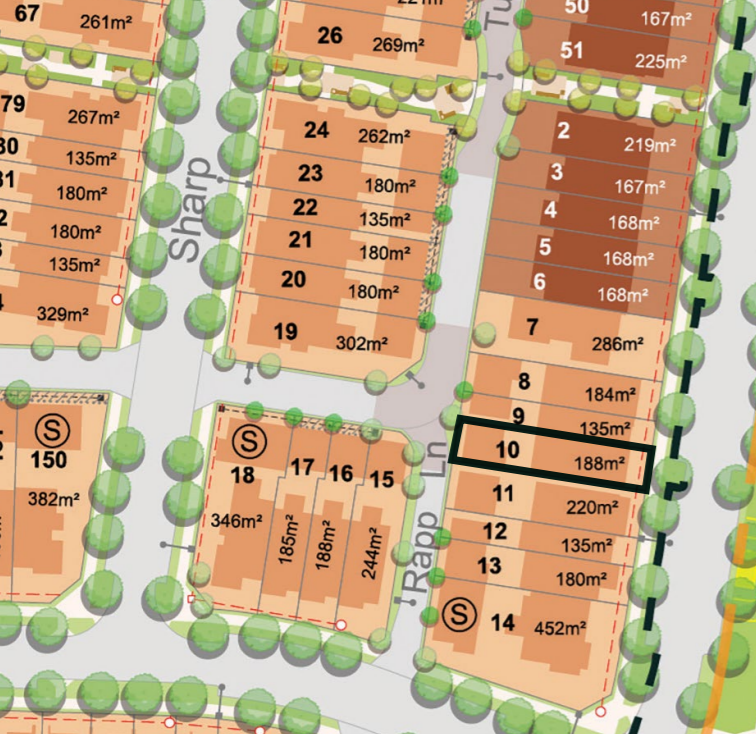 67
261m²
79
267m²
135m²
180m²
180m²
135m²
329m²
Sharp
26
269m²
24 262m²
23 180m²
22 135m²
21 180m²
20 180m²
19 302m²
50 167m²
51 225m²
2 219m²
3 167m²
4 168m²
5 168m²
6 168m²
7 286m²
8 184m²
9 135m²
10 188m²
11 220m²
12 135m²
13 180m²
S 14 452m²
Rapp Ln
S
150
382m²
S
18
346m²
17
185m²
16
188m²
15
244m²